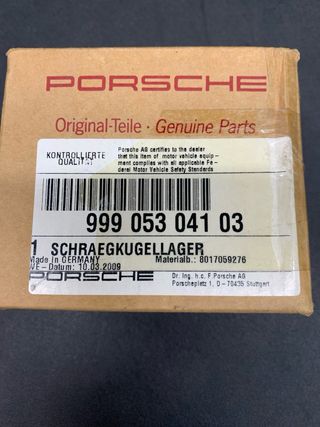 PORSCHE
Original-Teile · Genuine Parts
KONTROLLIERTE
QUALITÄT
Porsche AG certifies to the dealer
that this item of motor vehicle equip-
ment complies with all applicable Fe-
deral Motor Vehicle Safety Standards
999 053 041 03
1 SCHRAEGKUGELLAGER
Made in GERMANY
Materialb.: 8017059276
WE-Datum: 10.03.2009
PORSCHE
Dr. Ing. h.c. F. Porsche AG
Porscheplatz 1, D - 70435 Stuttgart